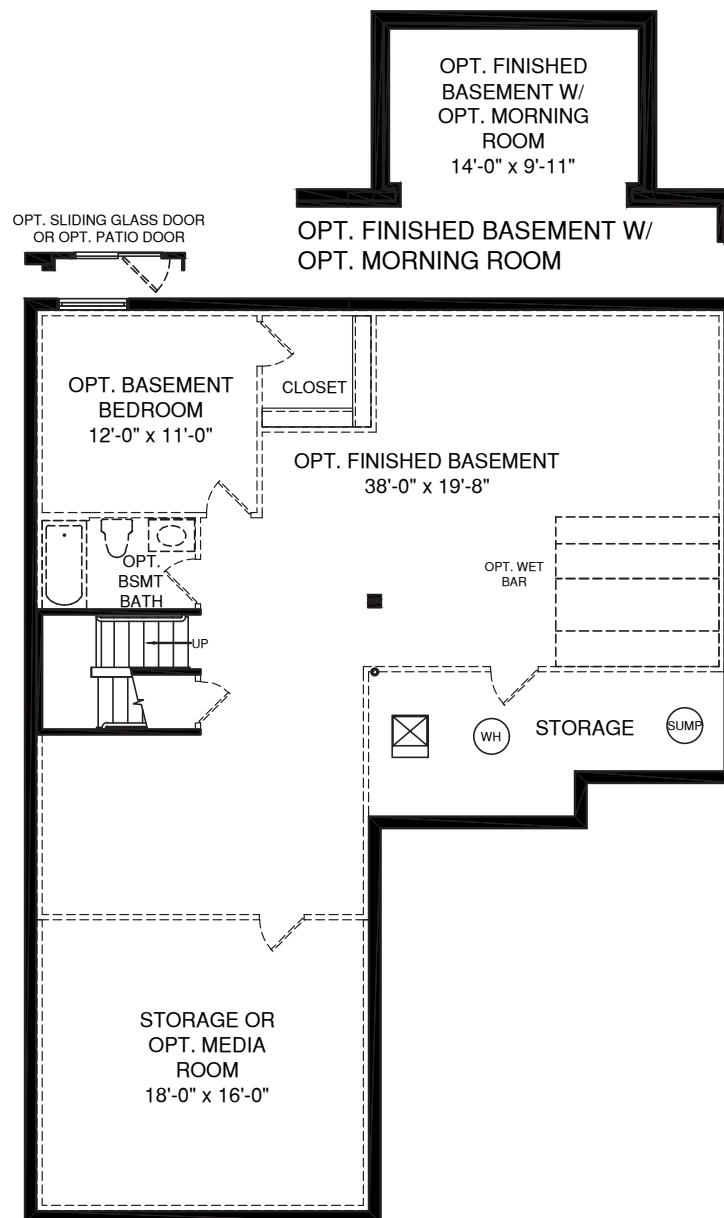 OPT. FINISHED
BASEMENT W/
OPT. MORNING
ROOM
14'-0" x 9'-11"
OPT. SLIDING GLASS DOOR
OR OPT. PATIO DOOR
OPT. FINISHED BASEMENT W/
OPT. MORNING ROOM
OPT. BASEMENT
BEDROOM
12'-0" x 11'-0"
CLOSET
OPT. FINISHED BASEMENT
38'-0" x 19'-8"
OPT.
BSMT
BATH
OPT. WET
BAR
UP
WH
STORAGE
SUMP
STORAGE OR
OPT. MEDIA
ROOM
18'-0" x 16'-0"